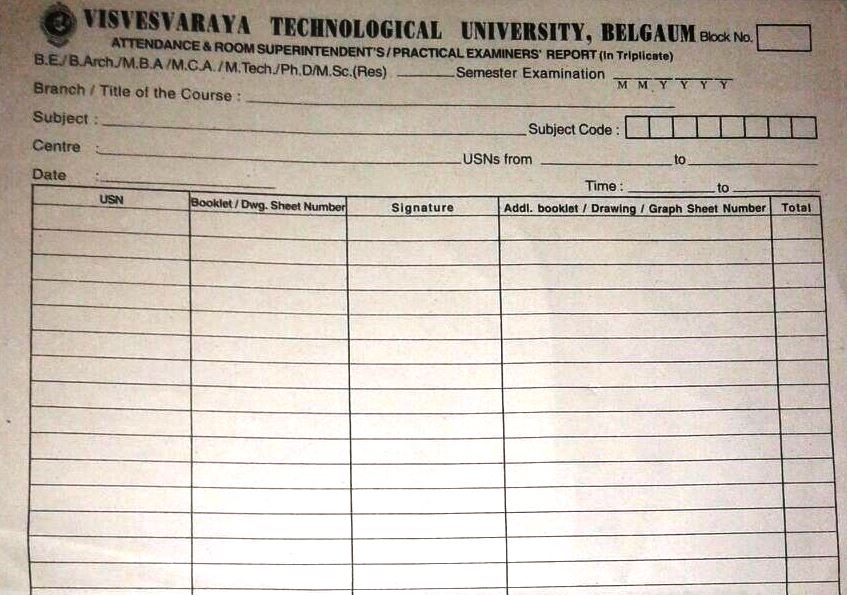 VISVESVARAYA TECHNOLOGICAL UNIVERSITY, BELGAUM Block No.
ATTENDANCE & ROOM SUPERINTENDENT'S / PRACTICAL EXAMINERS' REPORT (In Triplicate)
B.E./B.Arch./M.B.A /M.C.A. / M.Tech./Ph.D/M.Sc.(Res) Semester Examination
M M Y Y Y Y
Branch / Title of the Course :
Subject : Subject Code :
Centre : USNs from to
Date : Time : to
USN Booklet / Dwg. Sheet Number Signature Addl. booklet / Drawing / Graph Sheet Number Total